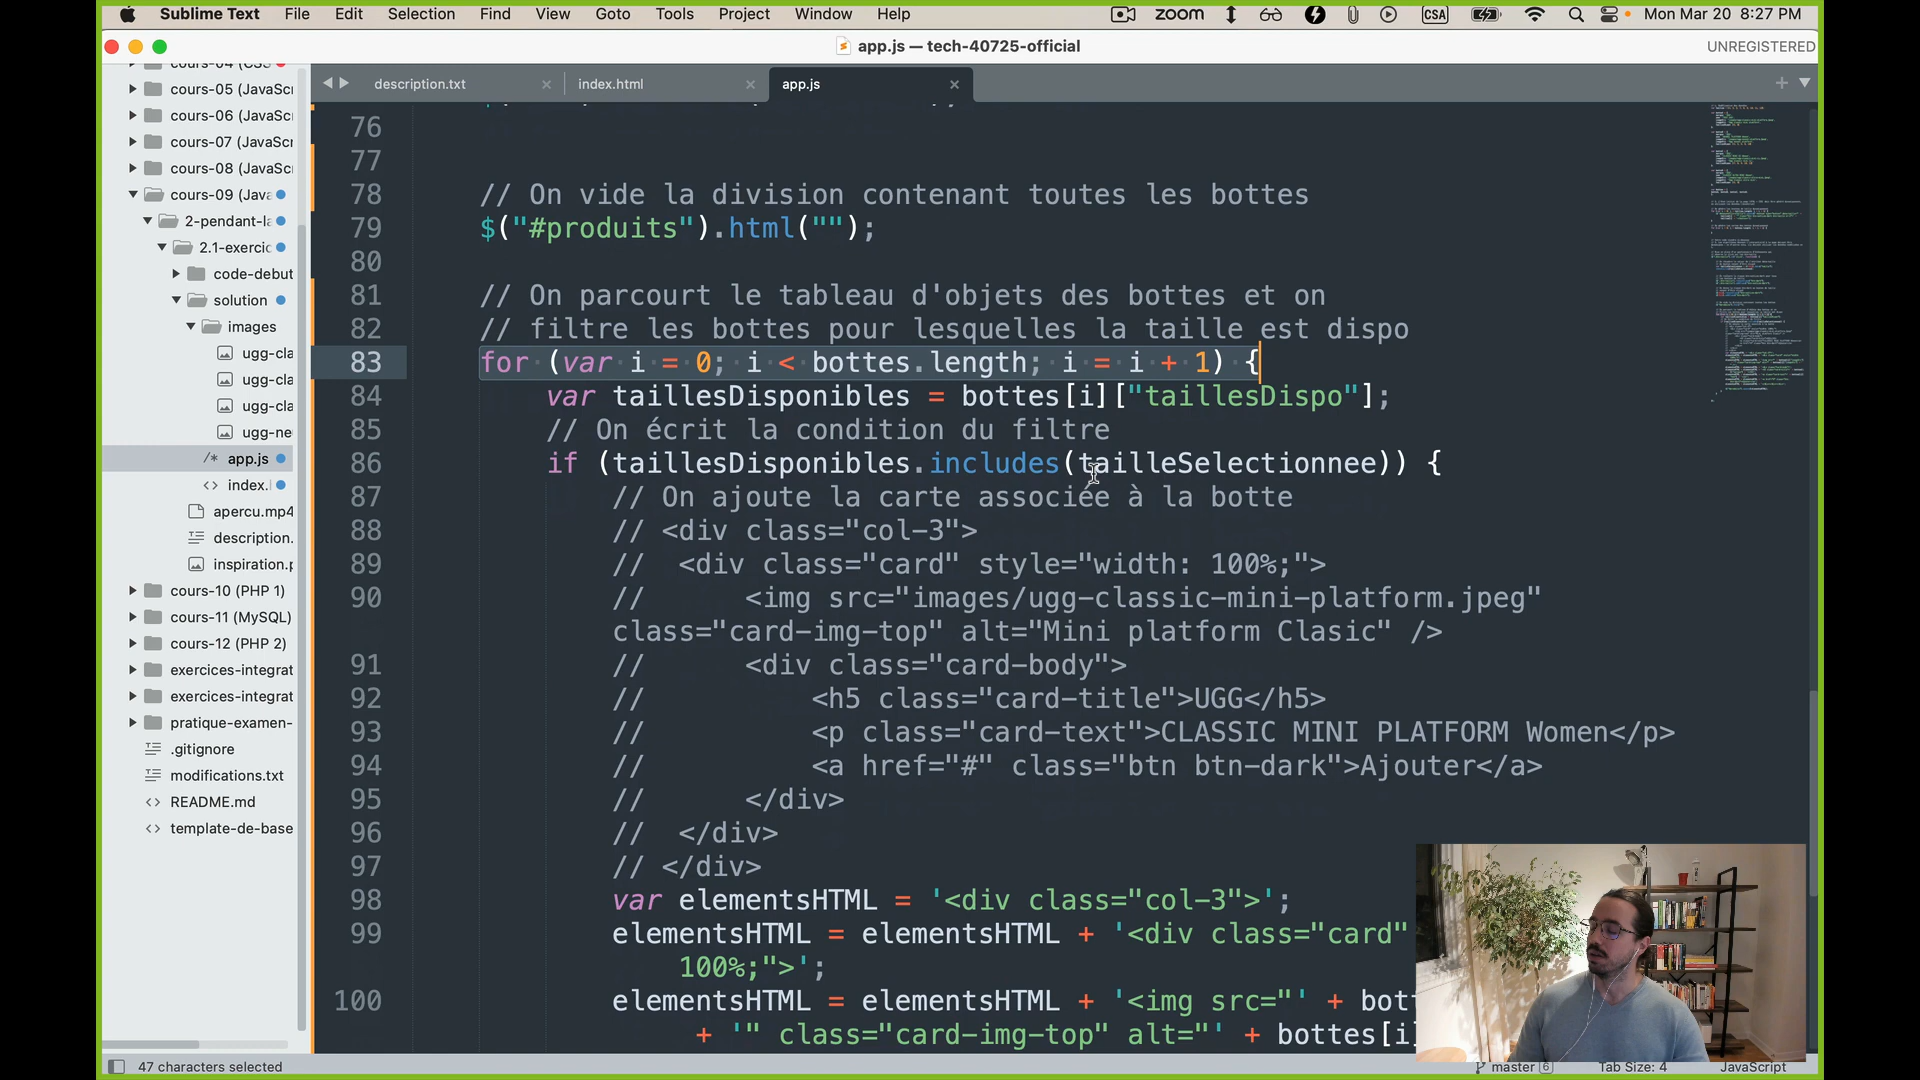 Sublime Text File Edit Selection Find View Goto Tools Project Window Help zoom CSA Mon Mar 20 8:27 PM
app.js — tech-40725-official UNREGISTERED
description.txt index.html app.js
cours-04 (CSS
cours-05 (JavaScr
cours-06 (JavaScr
cours-07 (JavaScr
cours-08 (JavaScr
cours-09 (Java
2-pendant-la
2.1-exercic
code-debut
solution
images
ugg-cla
ugg-cla
ugg-cla
ugg-neu
app.js
index.
apercu.mp4
description.
inspiration.p
cours-10 (PHP 1)
cours-11 (MySQL)
cours-12 (PHP 2)
exercices-integrat
exercices-integrat
pratique-examen-
.gitignore
modifications.txt
README.md
template-de-base
76
77
78 // On vide la division contenant toutes les bottes
79 $("#produits").html("");
80
81 // On parcourt le tableau d'objets des bottes et on
82 // filtre les bottes pour lesquelles la taille est dispo
83 for (var i = 0; i < bottes.length; i = i + 1) {
84 var taillesDisponibles = bottes[i]["taillesDispo"];
85 // On écrit la condition du filtre
86 if (taillesDisponibles.includes(tailleSelectionnee)) {
87 // On ajoute la carte associée à la botte
88 // <div class="col-3">
89 // <div class="card" style="width: 100%;">
90 // <img src="images/ugg-classic-mini-platform.jpeg"
class="card-img-top" alt="Mini platform Clasic" />
91 // <div class="card-body">
92 // <h5 class="card-title">UGG</h5>
93 // <p class="card-text">CLASSIC MINI PLATFORM Women</p>
94 // <a href="#" class="btn btn-dark">Ajouter</a>
95 // </div>
96 // </div>
97 // </div>
98 var elementsHTML = '<div class="col-3">';
99 elementsHTML = elementsHTML + '<div class="card"
100%;">';
100 elementsHTML = elementsHTML + '<img src="' + bott
+ '" class="card-img-top" alt="' + bottes[i]
47 characters selected master 6 Tab Size: 4 JavaScript